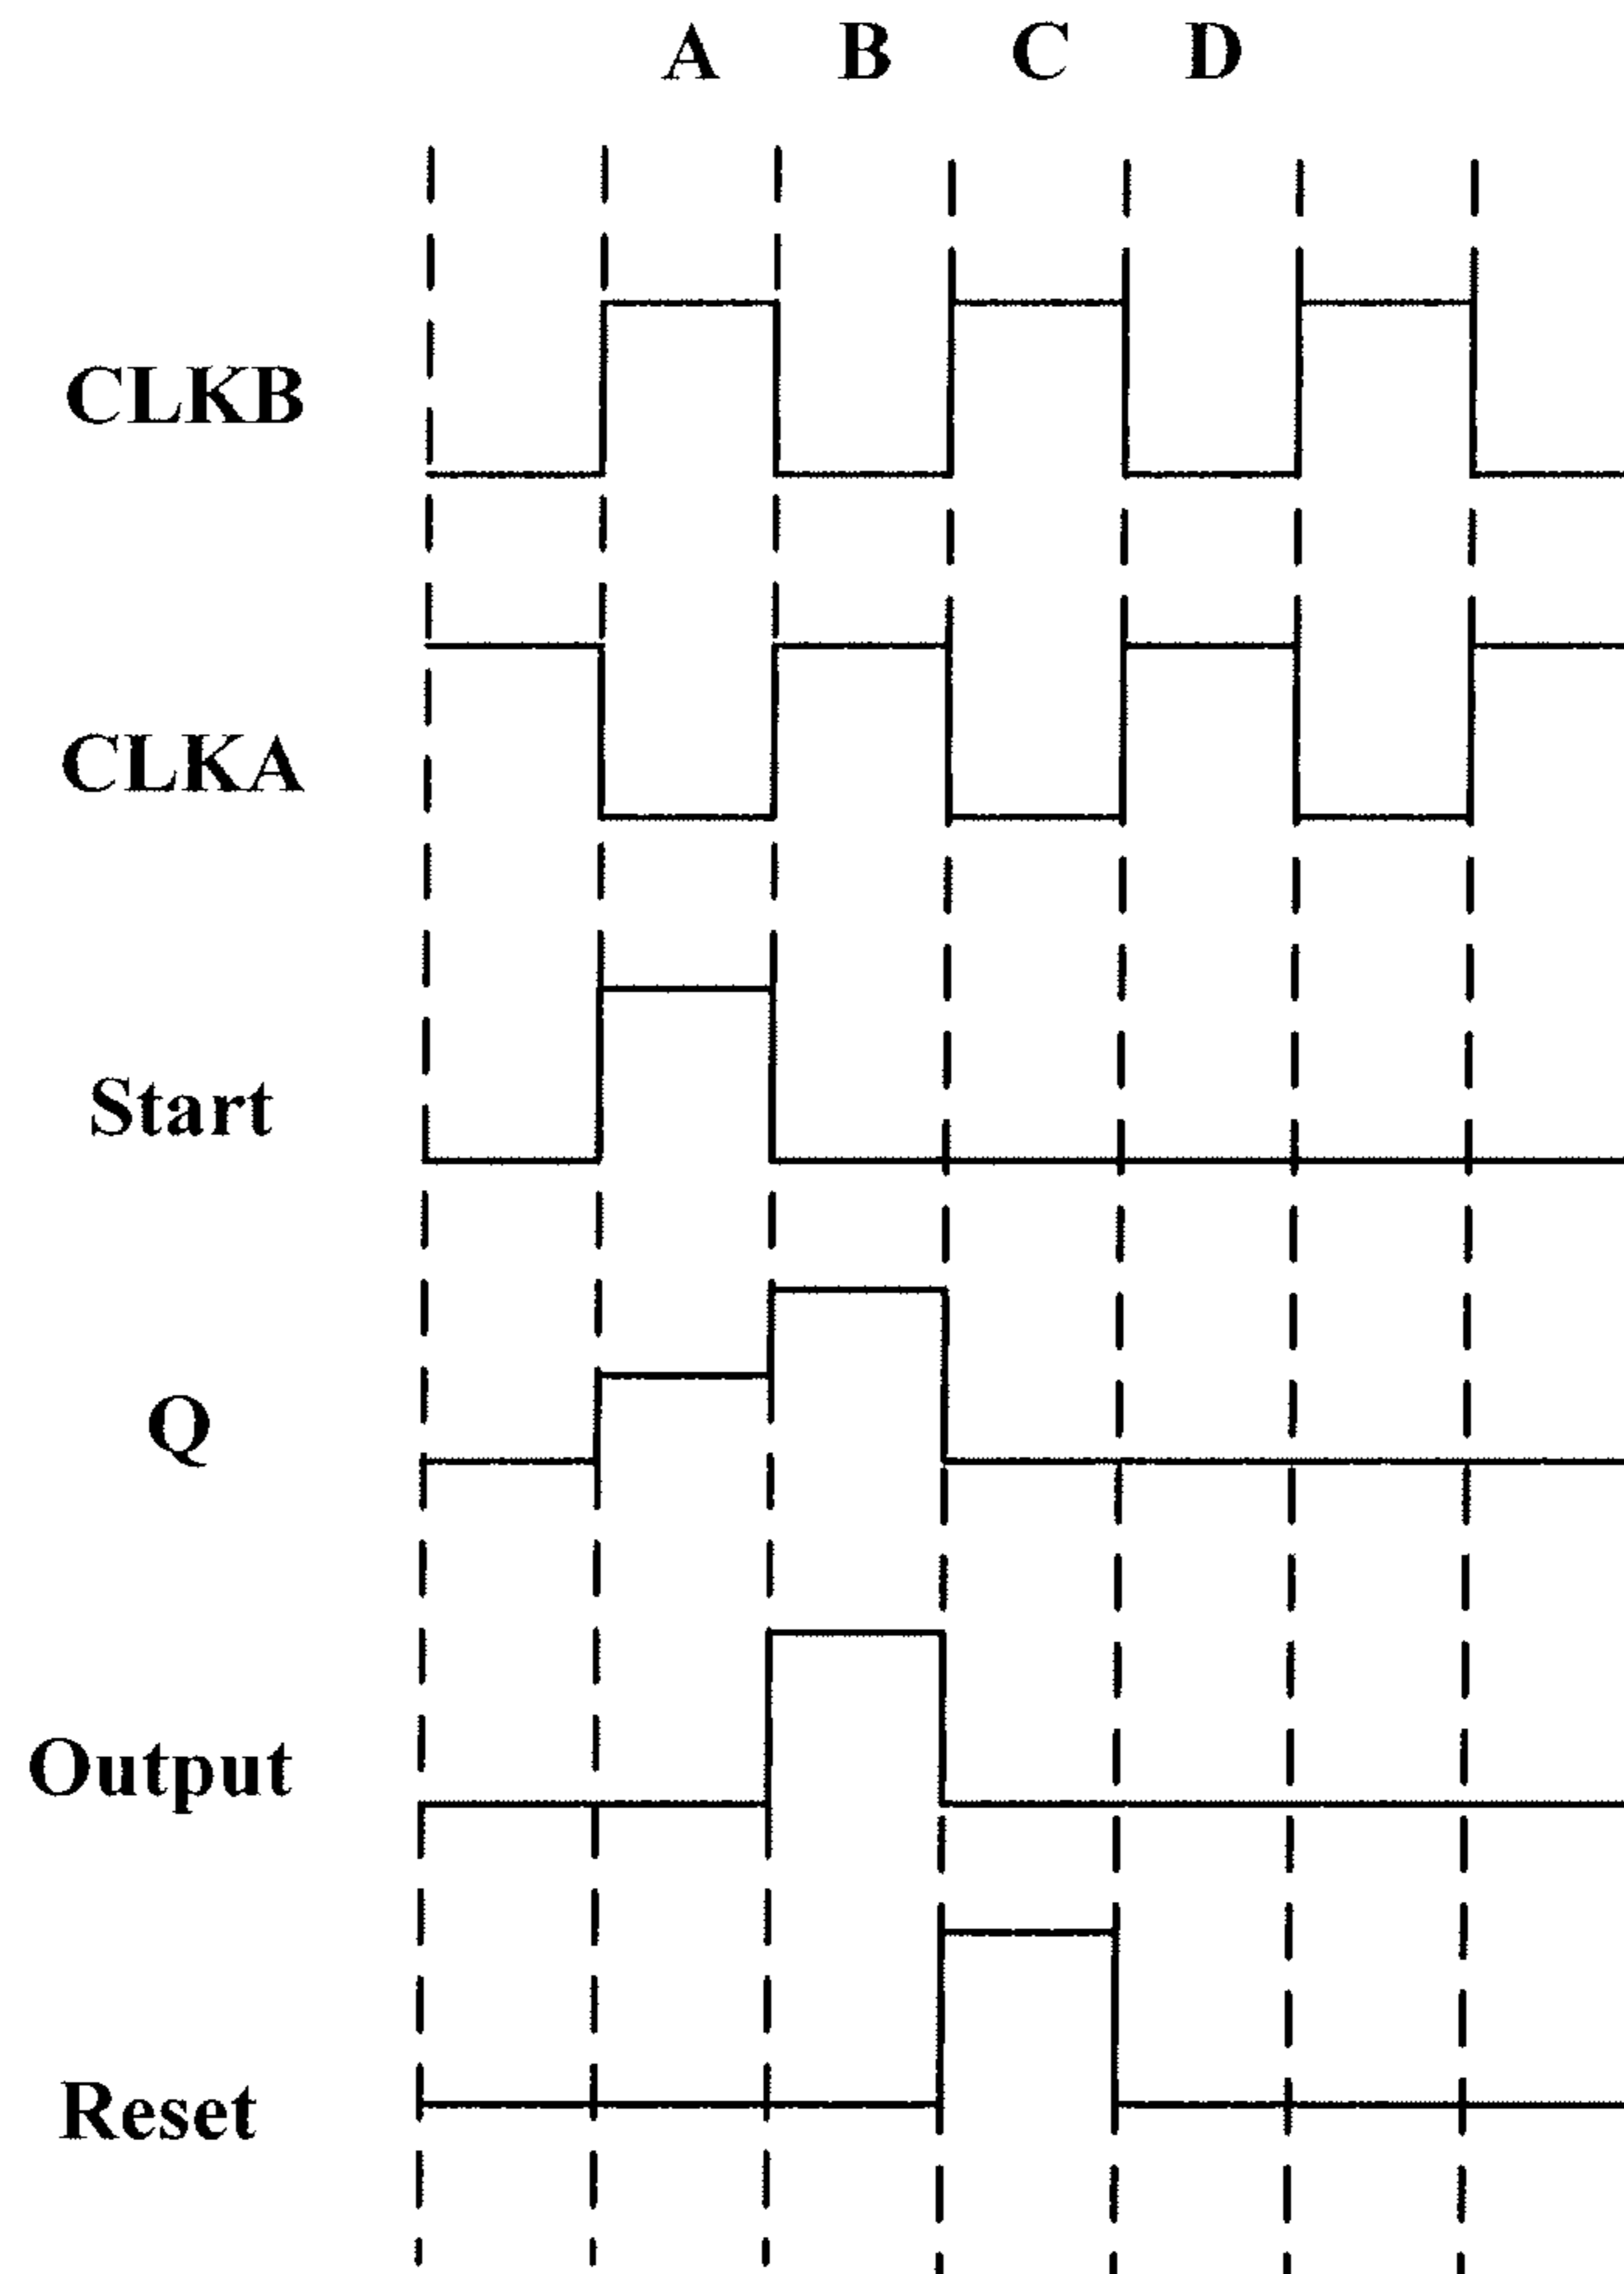 A B C D
CLKB
CLKA
Start
Q
Output
Reset